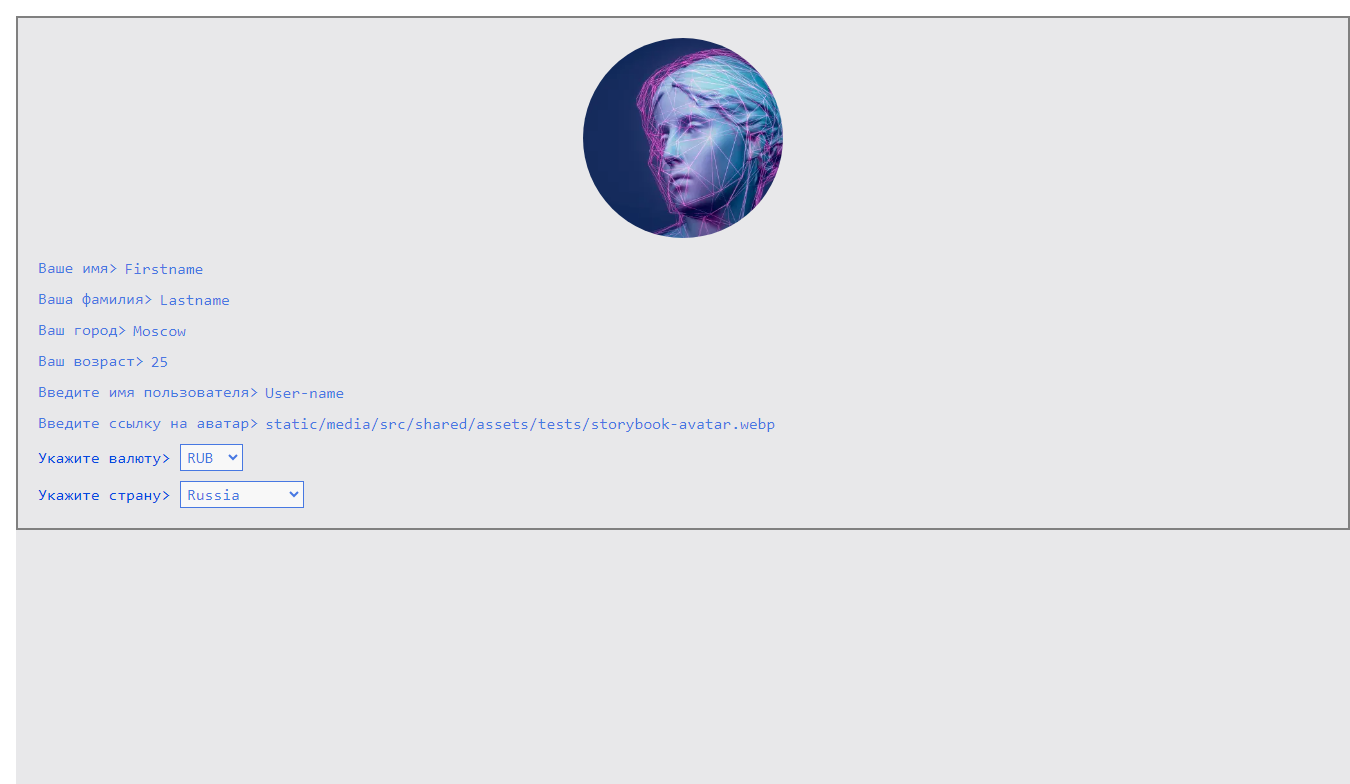 Ваше имя> Firstname
Ваша фамилия> Lastname
Ваш город> Moscow
Ваш возраст> 25
Введите имя пользователя> User-name
Введите ссылку на аватар> static/media/src/shared/assets/tests/storybook-avatar.webp
Укажите валюту> RUB
Укажите страну> Russia